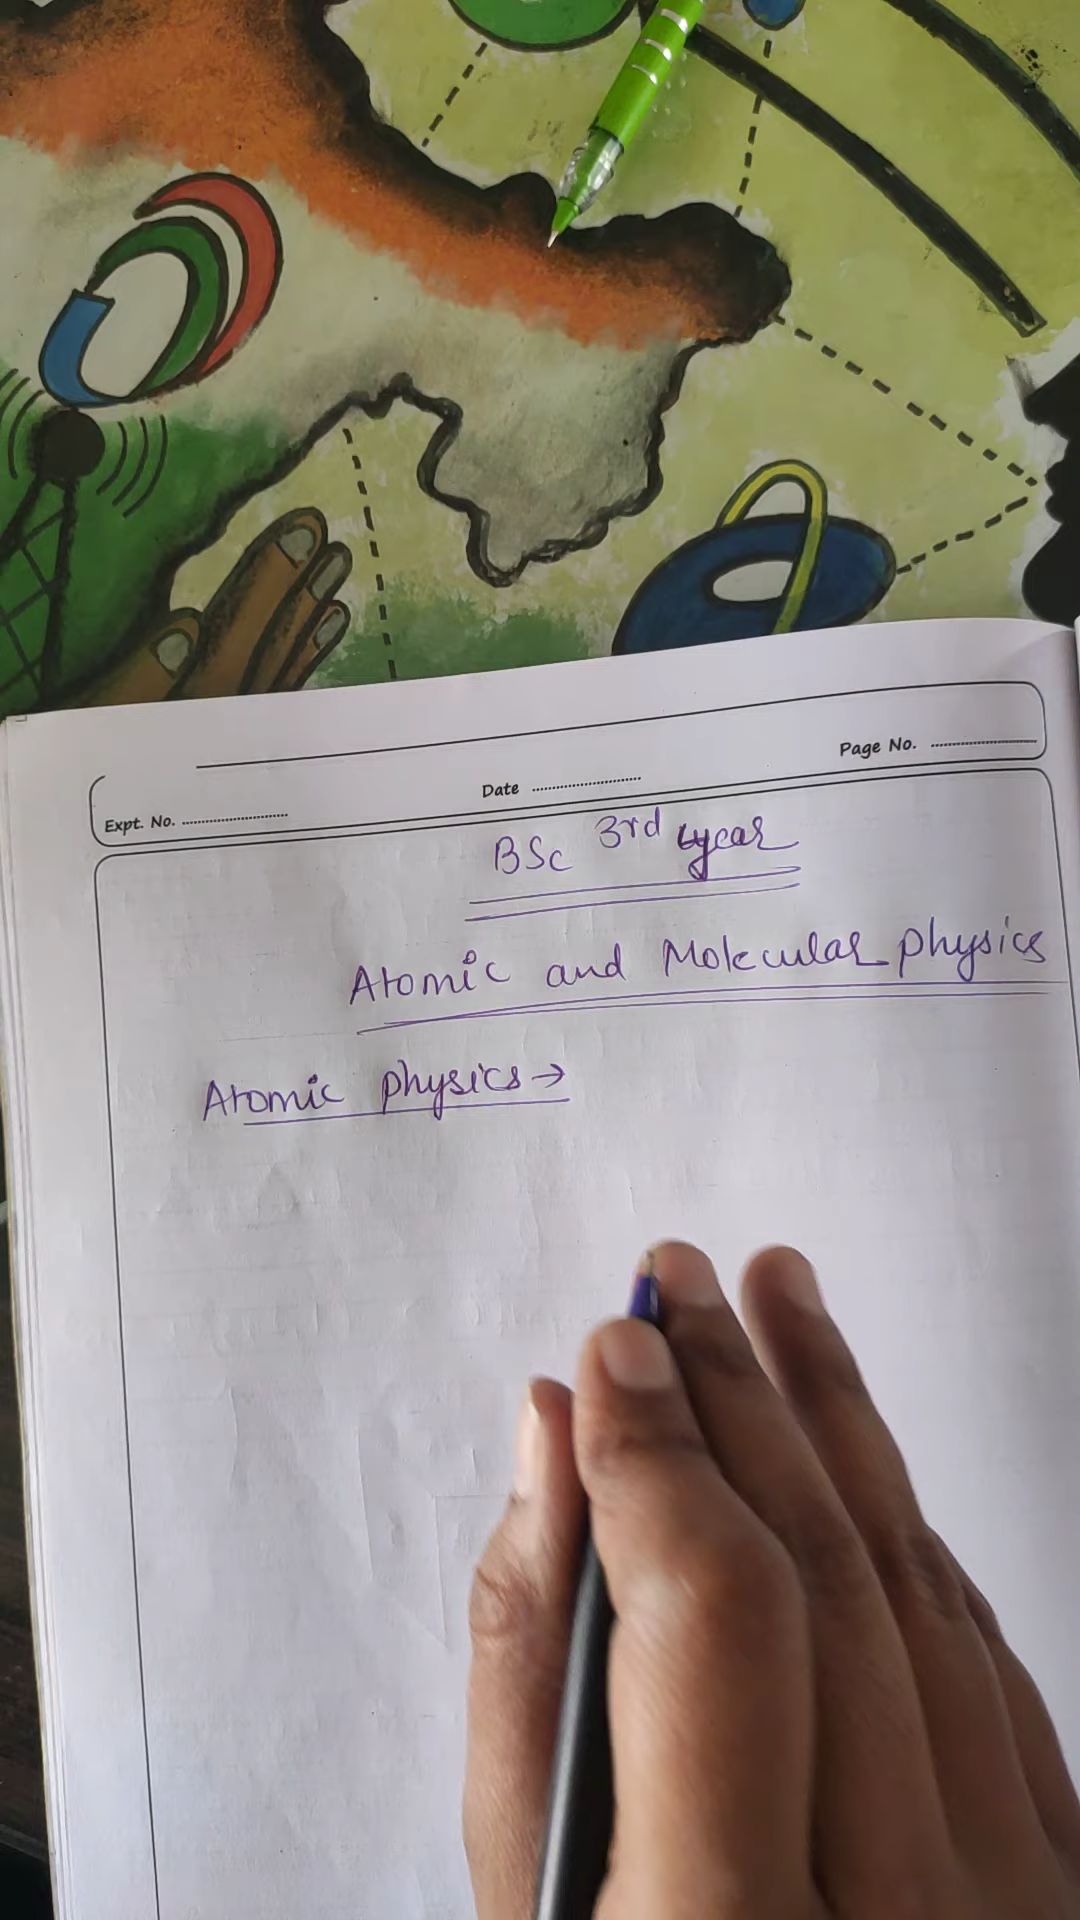 Page No. ..........
Date ..........
Expt. No. ..........
BSc 3rd year
Atomic and Molecular physics
Atomic physics →